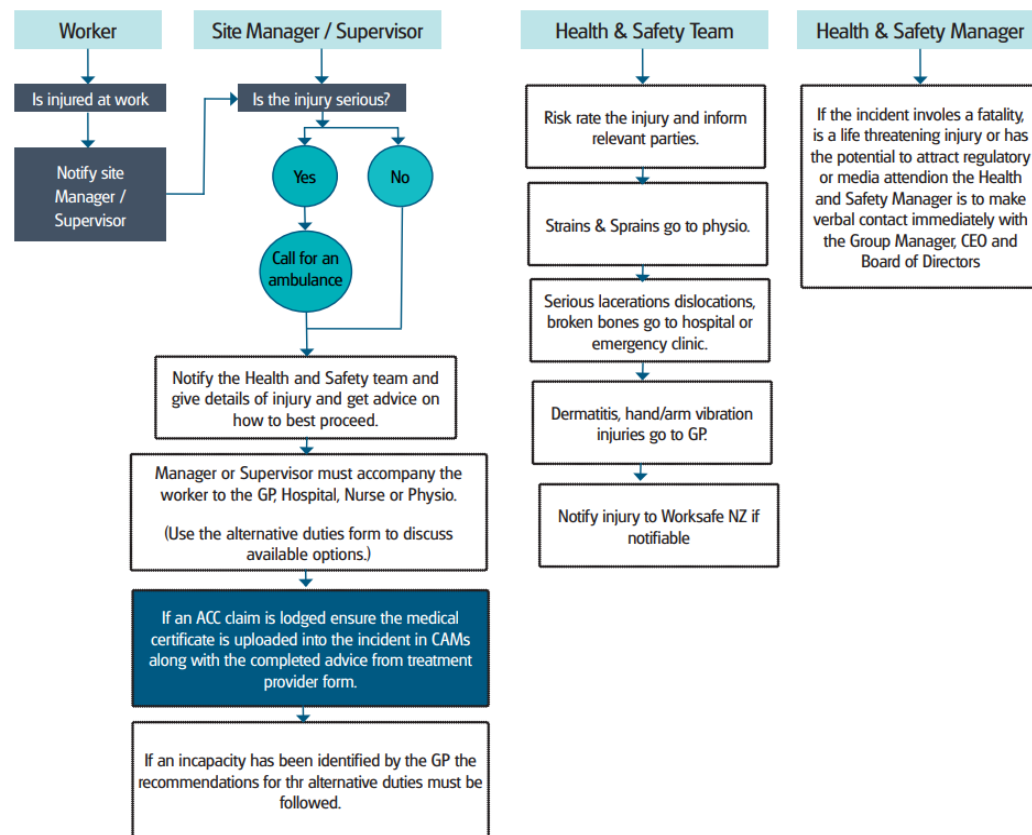 Worker
Is injured at work
Notify site
Manager /
Supervisor
Site Manager / Supervisor
Is the injury serious?
Yes
No
Call for an
ambulance
Notify the Health and Safety team and
give details of injury and get advice on
how to best proceed.
Manager or Supervisor must accompany the
worker to the GP, Hospital, Nurse or Physio.
(Use the alternative duties form to discuss
available options.)
If an ACC claim is lodged ensure the medical
certificate is uploaded into the incident in CAMs
along with the completed advice from treatment
provider form.
If an incapacity has been identified by the GP the
recommendations for thr alternative duties must be
followed.
Health & Safety Team
Risk rate the injury and inform
relevant parties.
Strains & Sprains go to physio.
Serious lacerations dislocations,
broken bones go to hospital or
emergency clinic.
Dermatitis, hand/arm vibration
injuries go to GP.
Notify injury to Worksafe NZ if
notifiable
Health & Safety Manager
If the incident involes a fatality,
is a life threatening injury or has
the potential to attract regulatory
or media attendion the Health
and Safety Manager is to make
verbal contact immediately with
the Group Manager, CEO and
Board of Directors